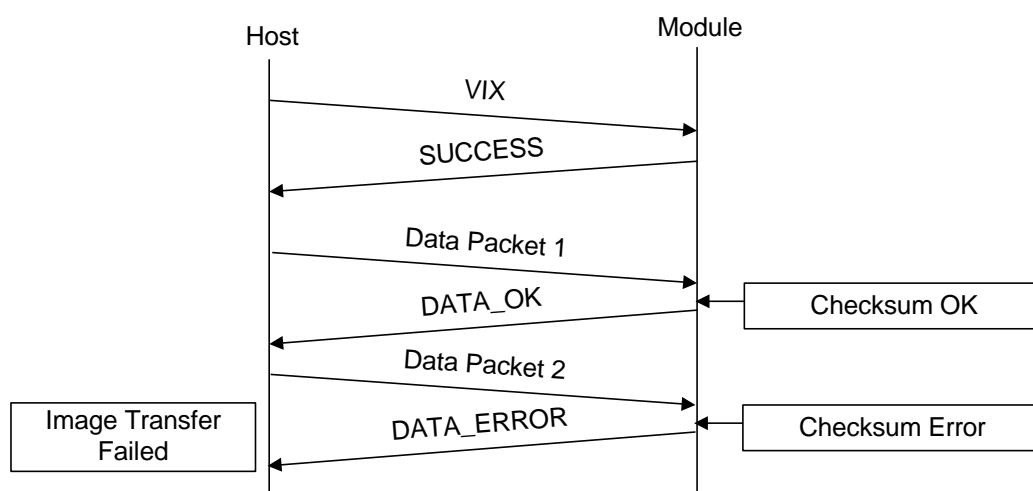 Host
Module
VIX
SUCCESS
Data Packet 1
DATA_OK
Checksum OK
Data Packet 2
Image Transfer
Failed
DATA_ERROR
Checksum Error